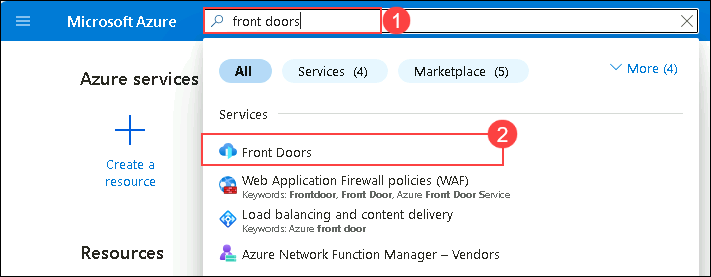 Microsoft Azure
front doors
1
All
Services (4)
Marketplace (5)
More (4)
Azure services
Services
2
Front Doors
Create a
resource
Web Application Firewall policies (WAF)
Keywords: Frontdoor, Front Door, Azure Front Door Service
Load balancing and content delivery
Keywords: Azure front door
Resources
Azure Network Function Manager – Vendors